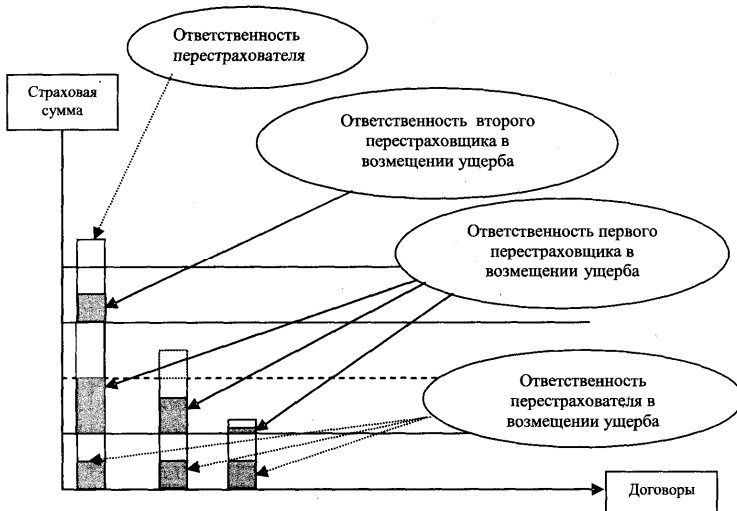 Ответственность
перестрахователя
Страховая
сумма
Ответственность второго
перестраховщика в
возмещении ущерба
Ответственность первого
перестраховщика в
возмещении ущерба
Ответственность
перестрахователя в
возмещении ущерба
Договоры